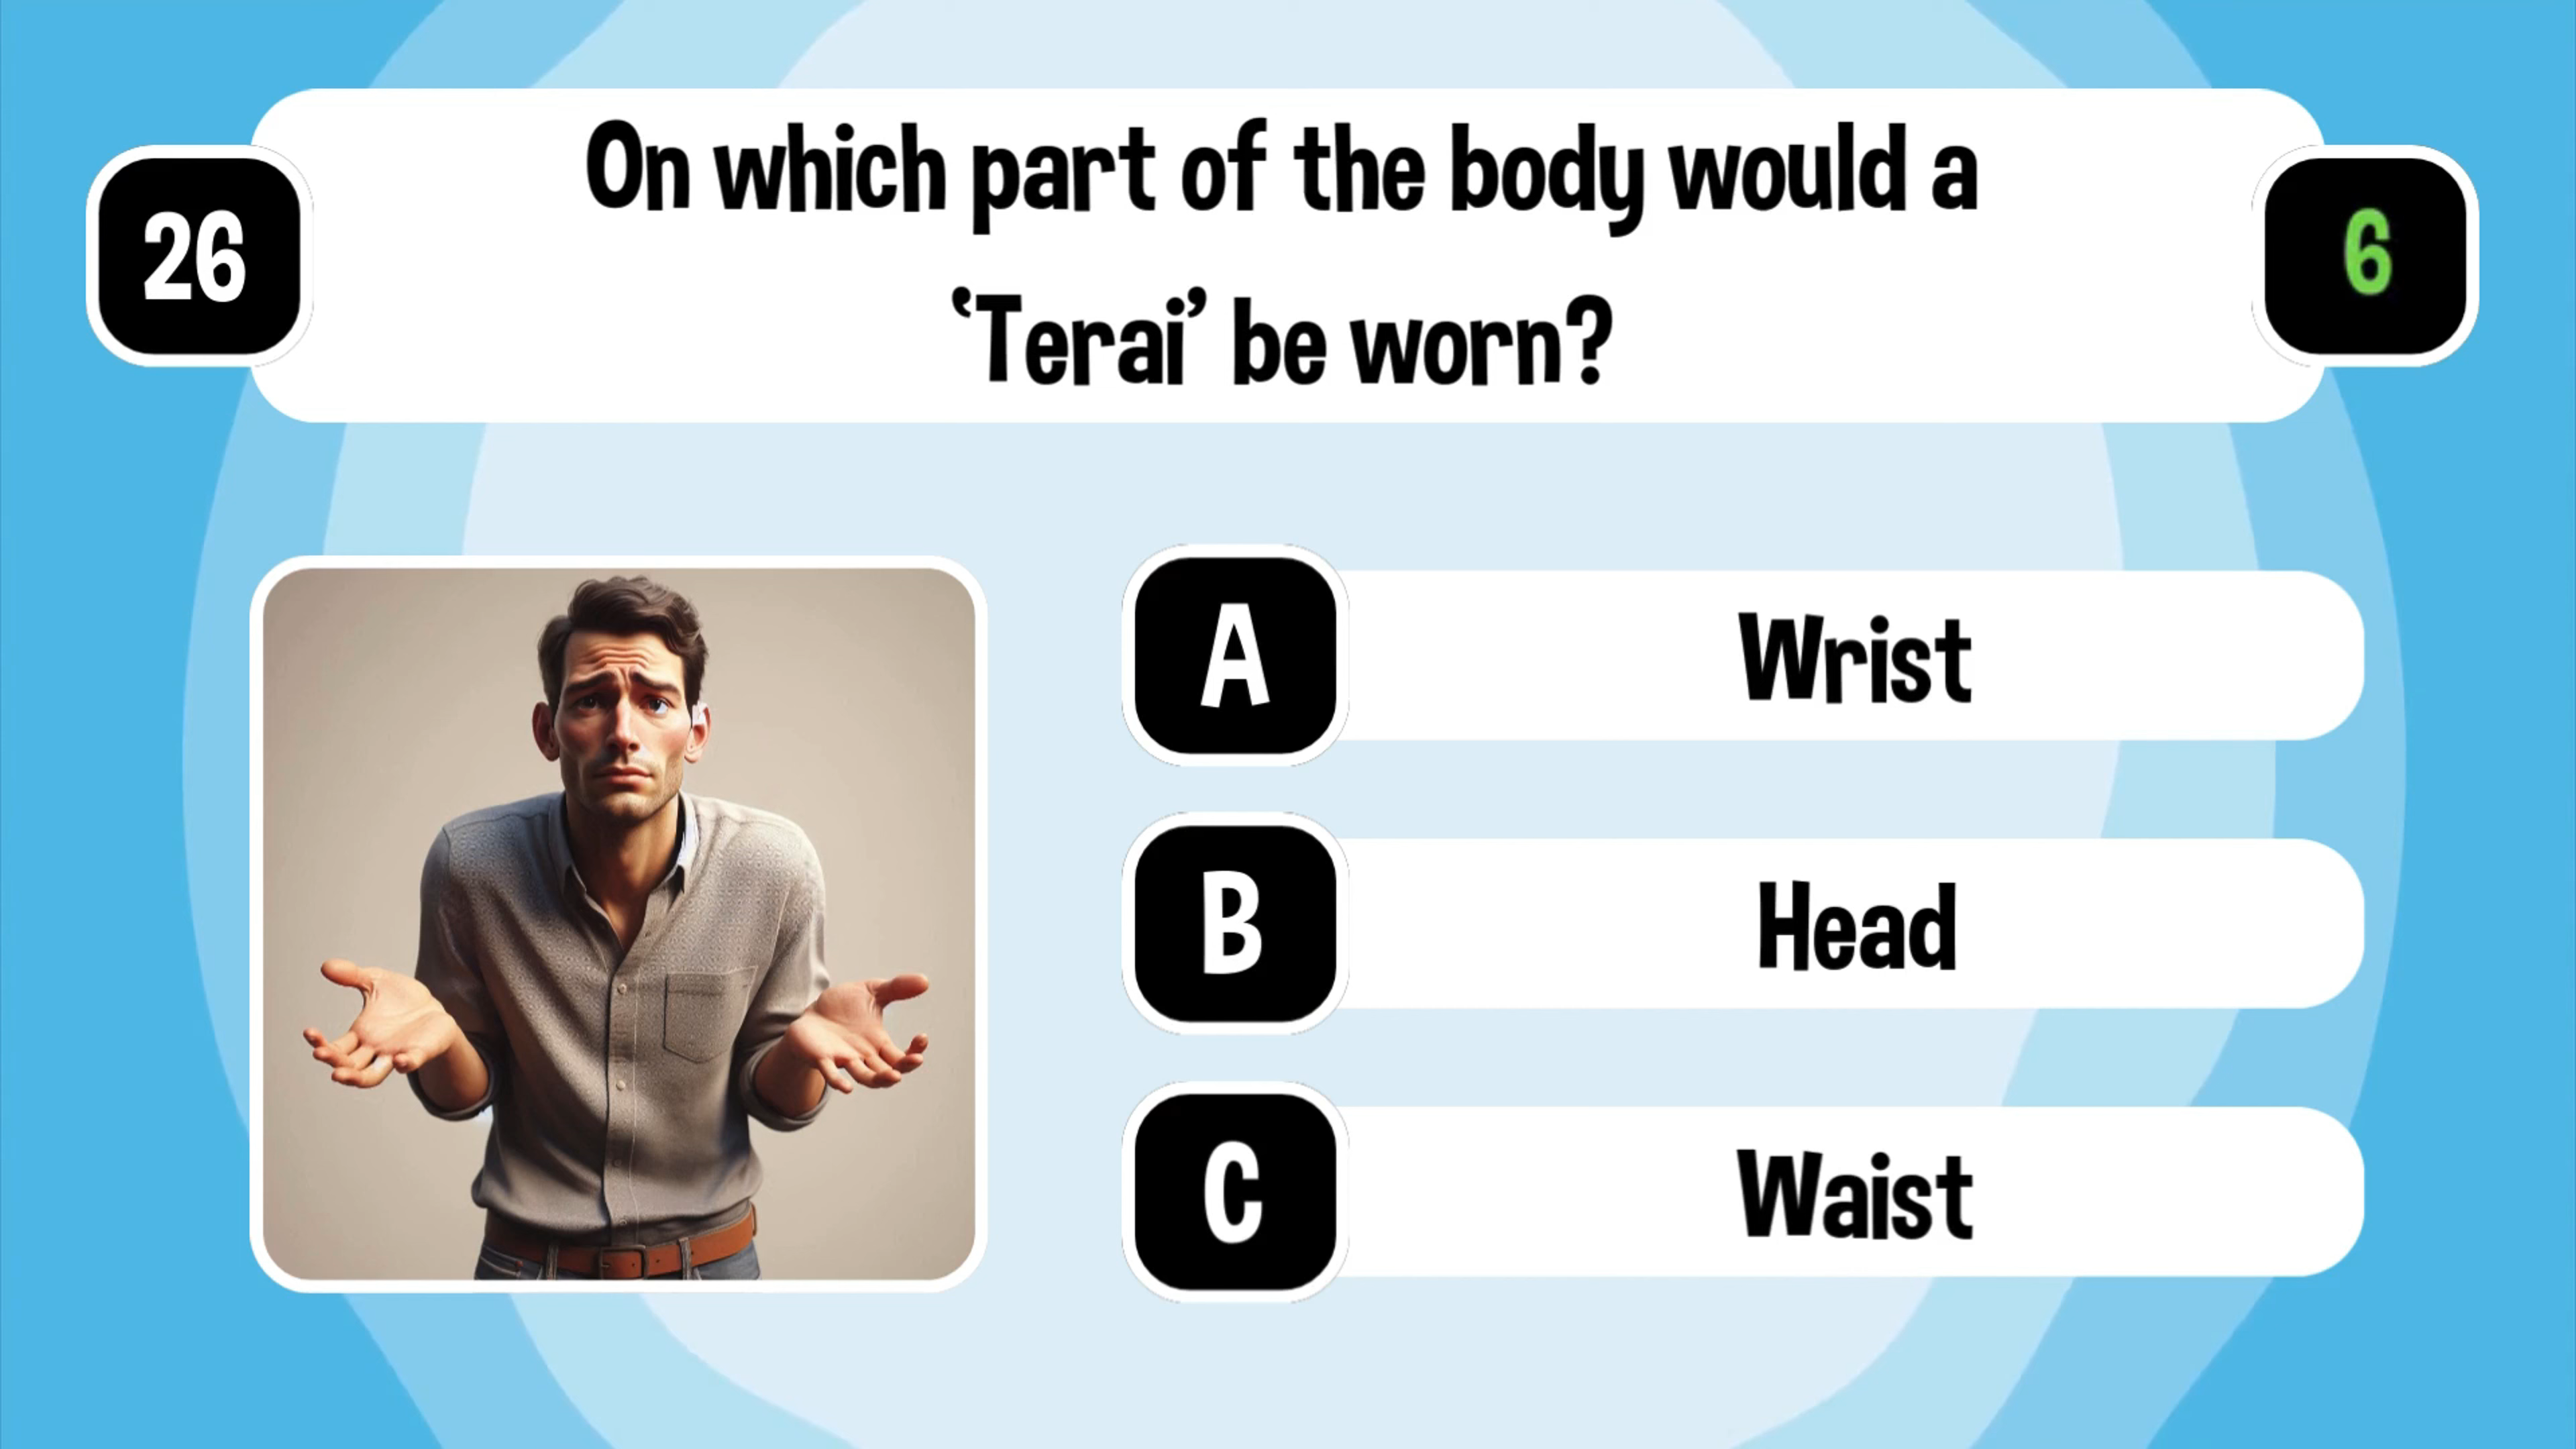 26
On which part of the body would a
‘Terai’ be worn?
6
A
Wrist
B
Head
C
Waist